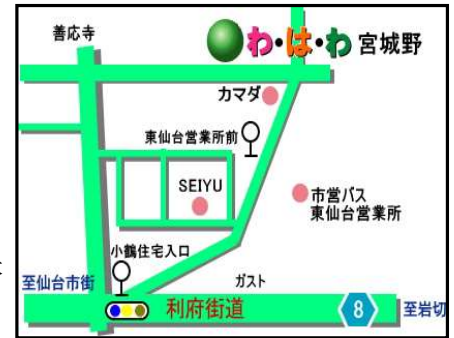 善応寺
わ・は・わ 宮城野
カマダ
東仙台営業所前
SEIYU
市営バス
東仙台営業所
小鶴住宅入口
至仙台市街
ガスト
利府街道
8
至岩切